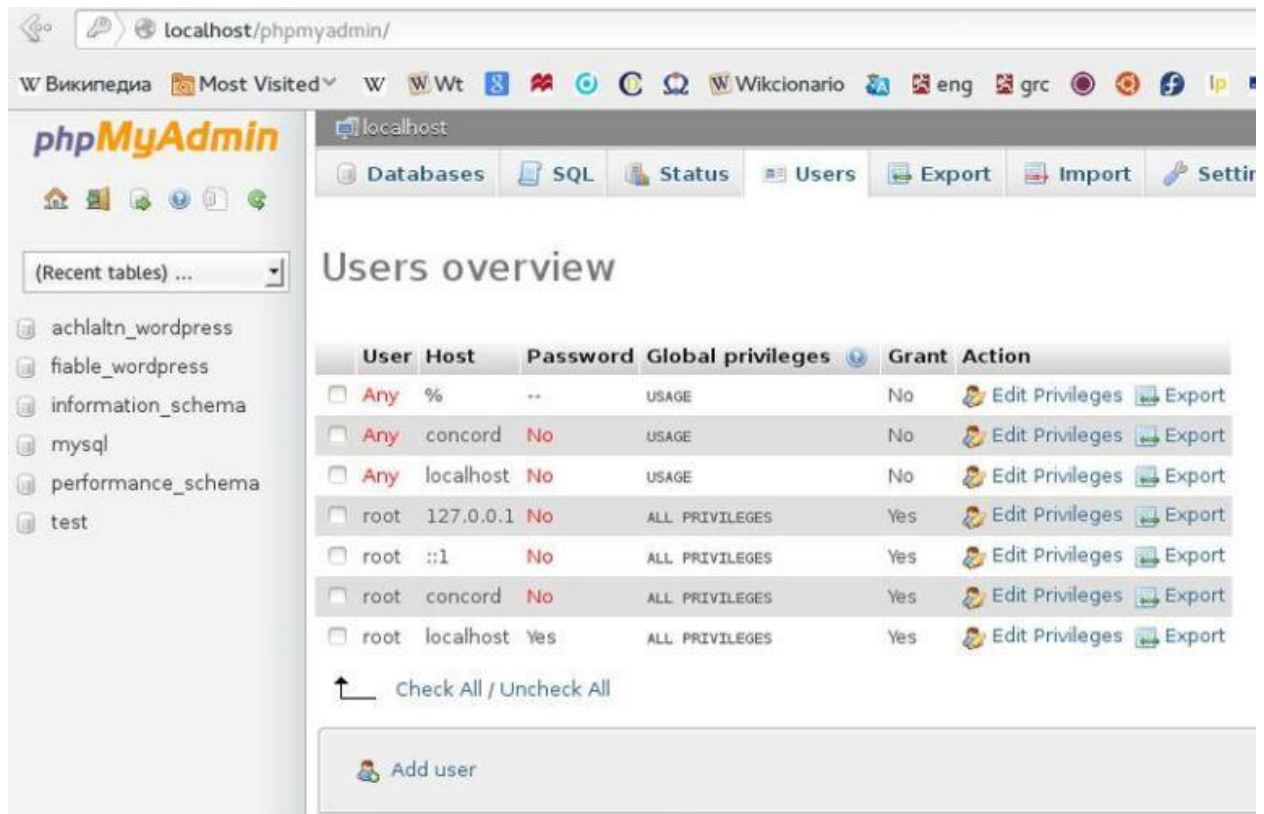 localhost/phpmyadmin/
W Википедиа Most Visited W W Wt 8 W Wikcionario eng grc lp
phpMyAdmin
localhost
Databases SQL Status Users Export Import Settin
(Recent tables) ...
achlaltn_wordpress
fiable_wordpress
information_schema
mysql
performance_schema
test
Users overview
User Host Password Global privileges Grant Action
Any % -- USAGE No Edit Privileges Export
Any concord No USAGE No Edit Privileges Export
Any localhost No USAGE No Edit Privileges Export
root 127.0.0.1 No ALL PRIVILEGES Yes Edit Privileges Export
root ::1 No ALL PRIVILEGES Yes Edit Privileges Export
root concord No ALL PRIVILEGES Yes Edit Privileges Export
root localhost Yes ALL PRIVILEGES Yes Edit Privileges Export
Check All / Uncheck All
Add user